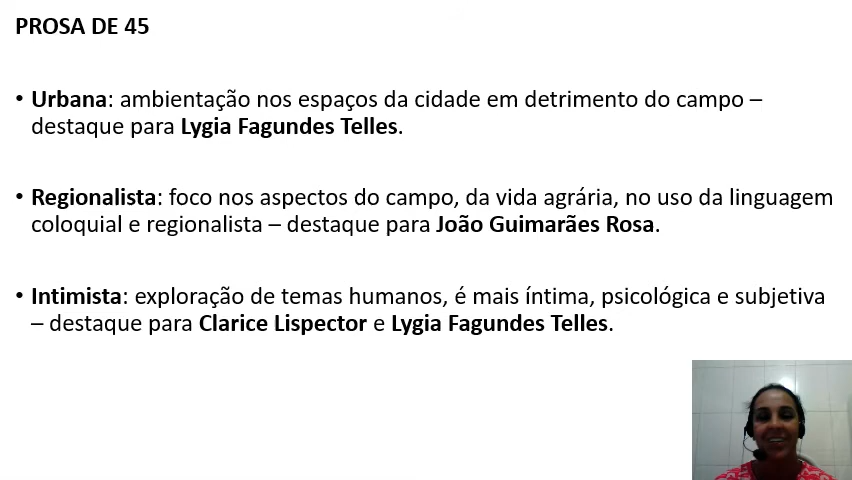 PROSA DE 45
• Urbana: ambientação nos espaços da cidade em detrimento do campo –
destaque para Lygia Fagundes Telles.
• Regionalista: foco nos aspectos do campo, da vida agrária, no uso da linguagem
coloquial e regionalista – destaque para João Guimarães Rosa.
• Intimista: exploração de temas humanos, é mais íntima, psicológica e subjetiva
– destaque para Clarice Lispector e Lygia Fagundes Telles.